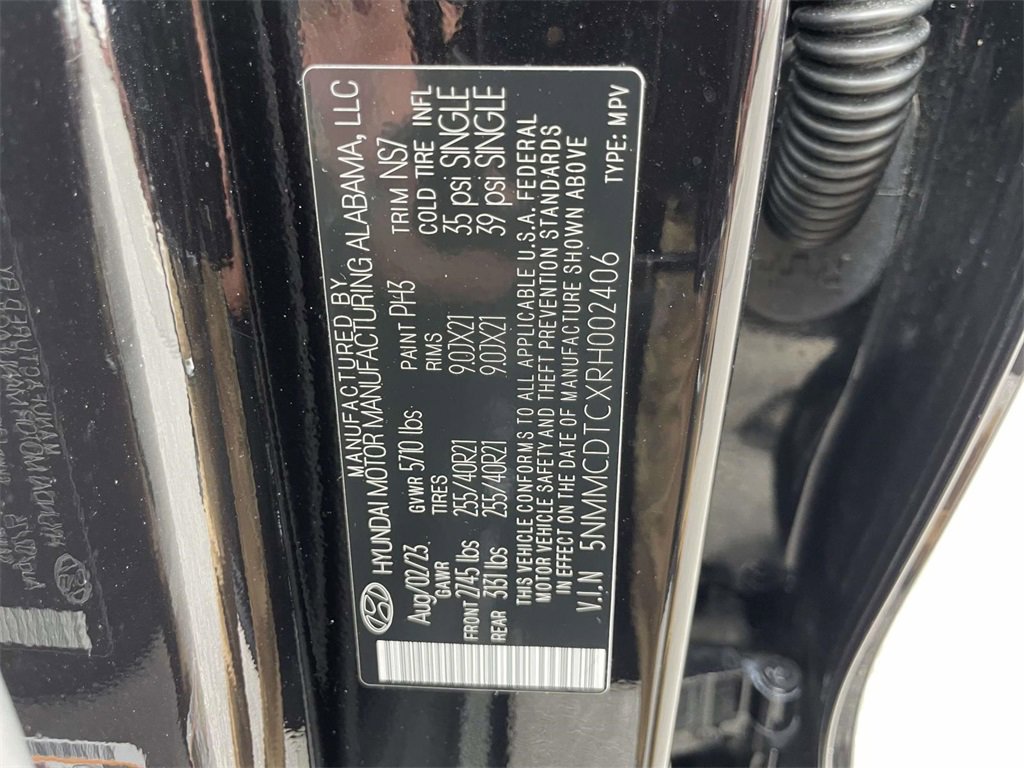 MANUFACTURED BY
HYUNDAI MOTOR MANUFACTURING ALABAMA, LLC
Aug/02/23 GVWR 5710 lbs PAINT P143 TRIM NS7
GAWR TIRES RIMS COLD TIRE INFL
FRONT 2745 lbs 255/40R21 9.0JX21 35 psi SINGLE
REAR 3131 lbs 255/40R21 9.0JX21 39 psi SINGLE
THIS VEHICLE CONFORMS TO ALL APPLICABLE U.S.A. FEDERAL
MOTOR VEHICLE SAFETY AND THEFT PREVENTION STANDARDS
IN EFFECT ON THE DATE OF MANUFACTURE SHOWN ABOVE
V.I.N 5NMMCDTCXRH002406 TYPE: MPV